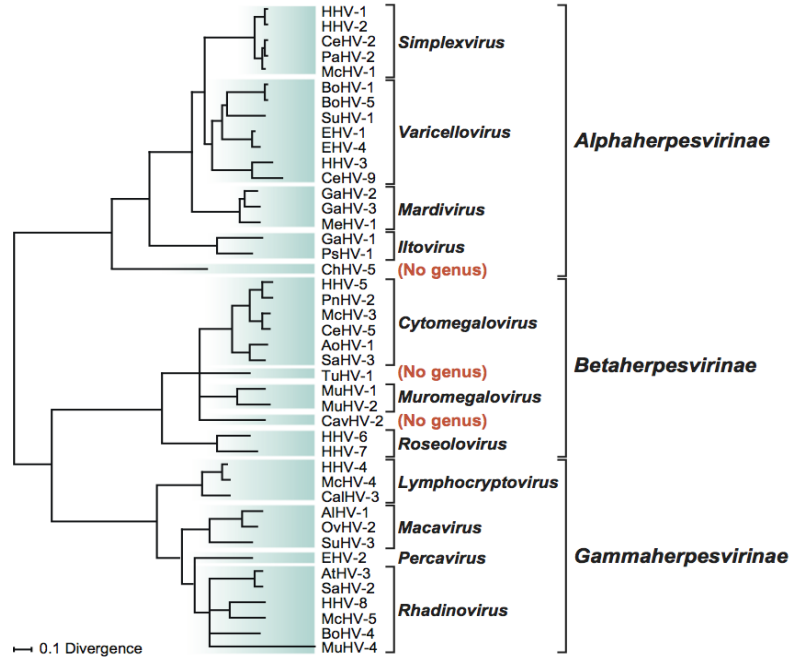 HHV-1
HHV-2
CeHV-2
PaHV-2
McHV-1
Simplexvirus
BoHV-1
BoHV-5
SuHV-1
EHV-1
EHV-4
HHV-3
CeHV-9
Varicellovirus
GaHV-2
GaHV-3
MeHV-1
Mardivirus
GaHV-1
PsHV-1
Iltovirus
ChHV-5
(No genus)
Alphaherpesvirinae
HHV-5
PnHV-2
McHV-3
CeHV-5
AoHV-1
SaHV-3
Cytomegalovirus
TuHV-1
(No genus)
MuHV-1
MuHV-2
Muromegalovirus
CavHV-2
(No genus)
HHV-6
HHV-7
Roseolovirus
Betaherpesvirinae
HHV-4
McHV-4
CalHV-3
Lymphocryptovirus
AlHV-1
OvHV-2
SuHV-3
Macavirus
EHV-2
Percavirus
AtHV-3
SaHV-2
HHV-8
McHV-5
BoHV-4
MuHV-4
Rhadinovirus
Gammaherpesvirinae
0.1 Divergence